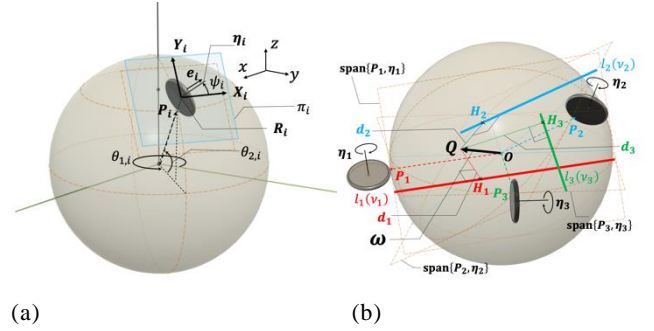 Y_i
η_i
z
e_i
ψ_i
x
y
X_i
P_i
π_i
R_i
θ_{1,i}
θ_{2,i}
(a)
l_2(ν_2)
span{P_1, η_1}
η_2
H_2
H_3
d_2
P_2
η_1
Q
o
d_3
P_1
l_1(ν_1)
H_1
P_3
l_3(ν_3)
d_1
η_3
span{P_3, η_3}
ω
span{P_2, η_2}
(b)